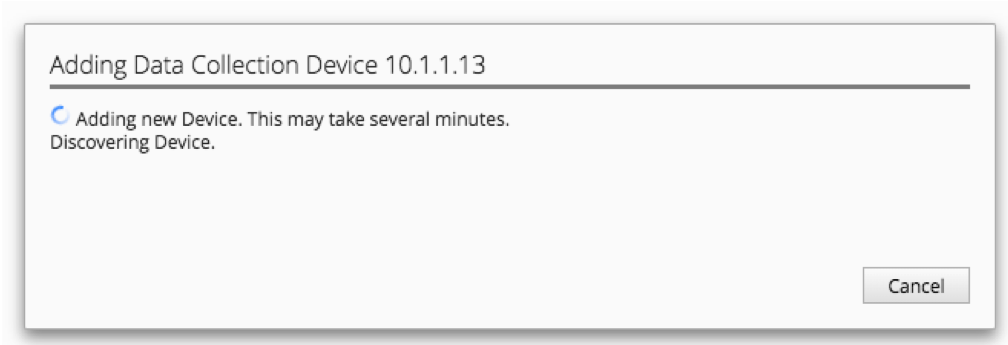 Adding Data Collection Device 10.1.1.13
Adding new Device. This may take several minutes.
Discovering Device.
Cancel